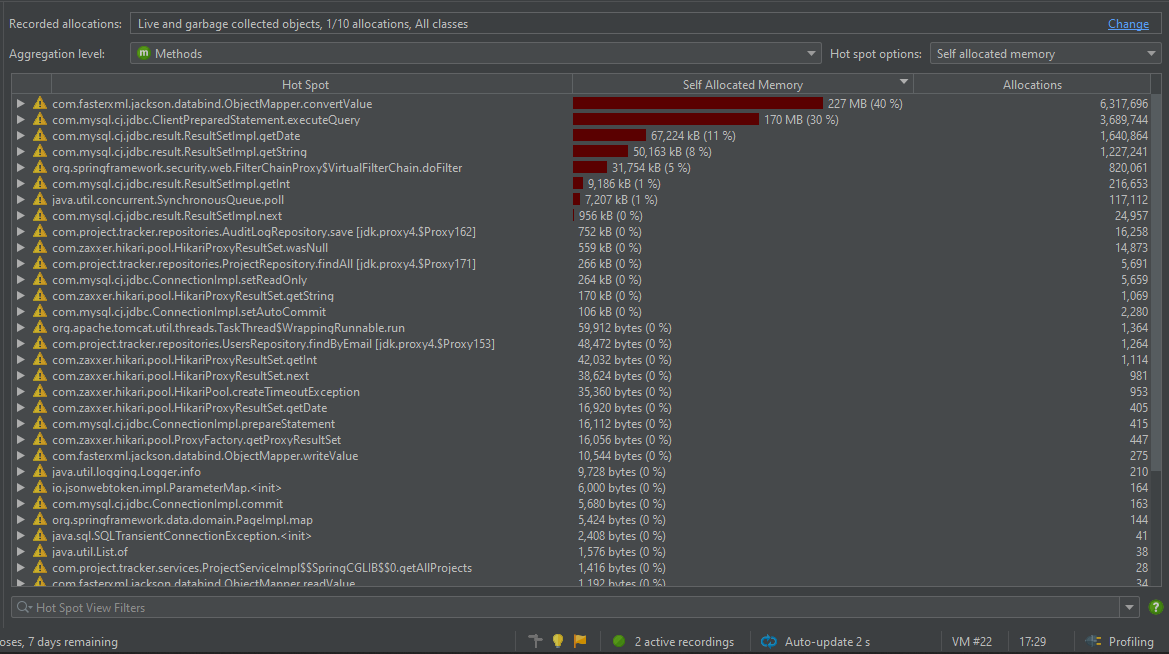 Recorded allocations: Live and garbage collected objects, 1/10 allocations, All classes Change
Aggregation level: m Methods Hot spot options: Self allocated memory
Hot Spot Self Allocated Memory Allocations
com.fasterxml.jackson.databind.ObjectMapper.convertValue 227 MB (40 %) 6,317,696
com.mysql.cj.jdbc.ClientPreparedStatement.executeQuery 170 MB (30 %) 3,689,744
com.mysql.cj.jdbc.result.ResultSetImpl.getDate 67,224 kB (11 %) 1,640,864
com.mysql.cj.jdbc.result.ResultSetImpl.getString 50,163 kB (8 %) 1,227,241
org.springframework.security.web.FilterChainProxy$VirtualFilterChain.doFilter 31,754 kB (5 %) 820,061
com.mysql.cj.jdbc.result.ResultSetImpl.getInt 9,186 kB (1 %) 216,653
java.util.concurrent.SynchronousQueue.poll 7,207 kB (1 %) 117,112
com.mysql.cj.jdbc.result.ResultSetImpl.next 956 kB (0 %) 24,957
com.project.tracker.repositories.AuditLogRepository.save [jdk.proxy4.$Proxy162] 752 kB (0 %) 16,258
com.zaxxer.hikari.pool.HikariProxyResultSet.wasNull 559 kB (0 %) 14,873
com.project.tracker.repositories.ProjectRepository.findAll [jdk.proxy4.$Proxy171] 266 kB (0 %) 5,691
com.mysql.cj.jdbc.ConnectionImpl.setReadOnly 264 kB (0 %) 5,659
com.zaxxer.hikari.pool.HikariProxyResultSet.getString 170 kB (0 %) 1,069
com.mysql.cj.jdbc.ConnectionImpl.setAutoCommit 106 kB (0 %) 2,280
org.apache.tomcat.util.threads.TaskThread$WrappingRunnable.run 59,912 bytes (0 %) 1,364
com.project.tracker.repositories.UsersRepository.findByEmail [jdk.proxy4.$Proxy153] 48,472 bytes (0 %) 1,264
com.zaxxer.hikari.pool.HikariProxyResultSet.getInt 42,032 bytes (0 %) 1,114
com.zaxxer.hikari.pool.HikariProxyResultSet.next 38,624 bytes (0 %) 981
com.zaxxer.hikari.pool.HikariPool.createTimeoutException 35,360 bytes (0 %) 953
com.zaxxer.hikari.pool.HikariProxyResultSet.getDate 16,920 bytes (0 %) 405
com.mysql.cj.jdbc.ConnectionImpl.prepareStatement 16,112 bytes (0 %) 415
com.zaxxer.hikari.pool.ProxyFactory.getProxyResultSet 16,056 bytes (0 %) 447
com.fasterxml.jackson.databind.ObjectMapper.writeValue 10,544 bytes (0 %) 275
java.util.logging.Logger.info 9,728 bytes (0 %) 210
io.jsonwebtoken.impl.ParameterMap.<init> 6,000 bytes (0 %) 164
com.mysql.cj.jdbc.ConnectionImpl.commit 5,680 bytes (0 %) 163
org.springframework.data.domain.PageImpl.map 5,424 bytes (0 %) 144
java.sql.SQLTransientConnectionException.<init> 2,408 bytes (0 %) 41
java.util.List.of 1,576 bytes (0 %) 38
com.project.tracker.services.ProjectServiceImpl$$SpringCGLIB$$0.getAllProjects 1,416 bytes (0 %) 28
com.fasterxml.jackson.databind.ObjectMapper.readValue 1,192 bytes (0 %) 34
Hot Spot View Filters ?
oses, 7 days remaining 2 active recordings Auto-update 2 s VM #22 17:29 Profiling